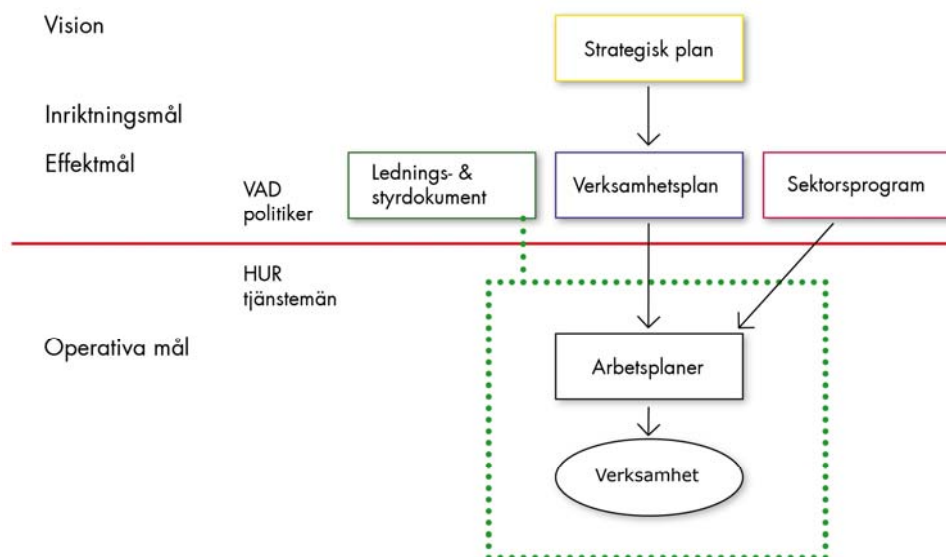 Vision
Strategisk plan
Inriktningsmål
Effektmål
VAD
politiker
Lednings- &
styrdokument
Verksamhetsplan
Sektorsprogram
HUR
tjänstemän
Operativa mål
Arbetsplaner
Verksamhet